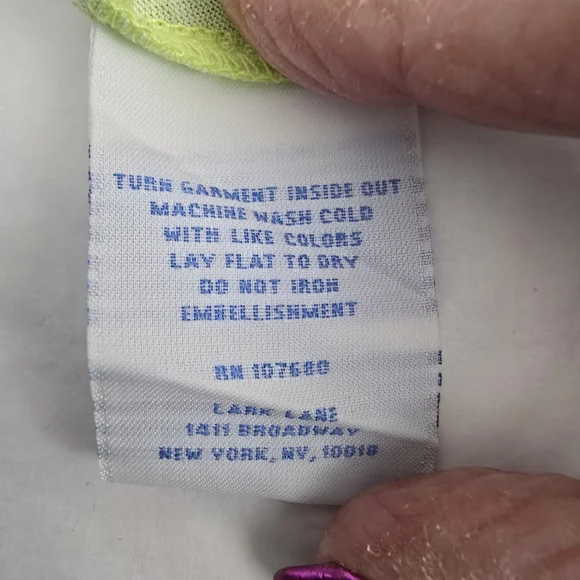 TURN GARMENT INSIDE OUT
MACHINE WASH COLD
WITH LIKE COLORS
LAY FLAT TO DRY
DO NOT IRON
EMBELLISHMENT
RN 107680
LARK LANE
1411 BROADWAY
NEW YORK, NY, 10018